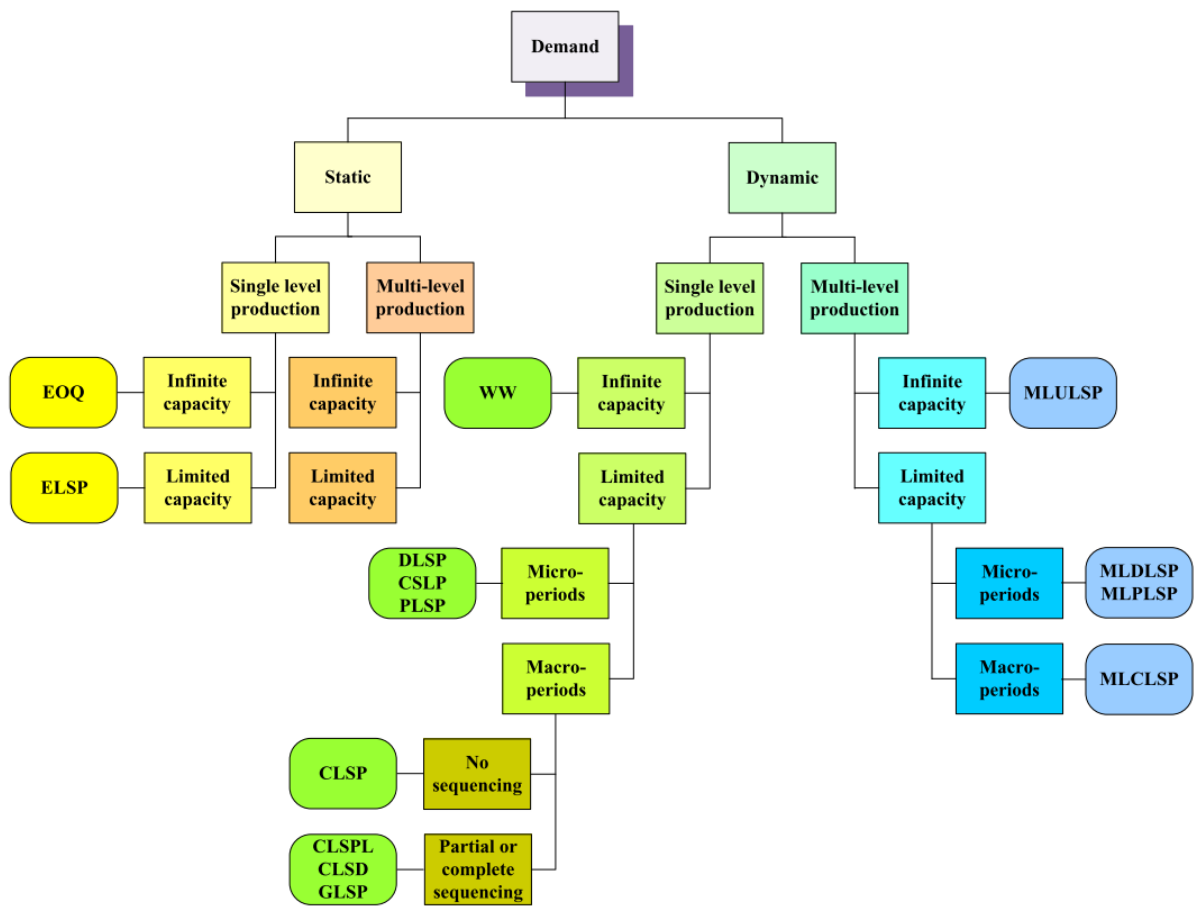 Demand
Static
Dynamic
Single level
production
Multi-level
production
Single level
production
Multi-level
production
EOQ
Infinite
capacity
Infinite
capacity
WW
Infinite
capacity
Infinite
capacity
MLULSP
ELSP
Limited
capacity
Limited
capacity
Limited
capacity
Limited
capacity
DLSP
CSLP
PLSP
Micro-
periods
Micro-
periods
MLDLSP
MLPLSP
Macro-
periods
Macro-
periods
MLCLSP
CLSP
No
sequencing
CLSPL
CLSD
GLSP
Partial or
complete
sequencing